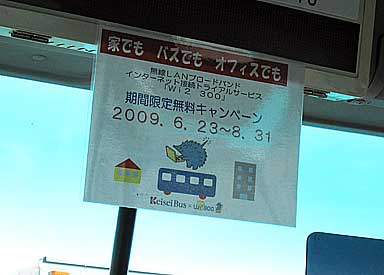 家でも バスでも オフィスでも
無線LANブロードバンド
インターネット接続トライアルサービス
「Wi2 300」
期間限定無料キャンペーン
2009. 6. 23〜8. 31
Keisei Bus × Wi2 300